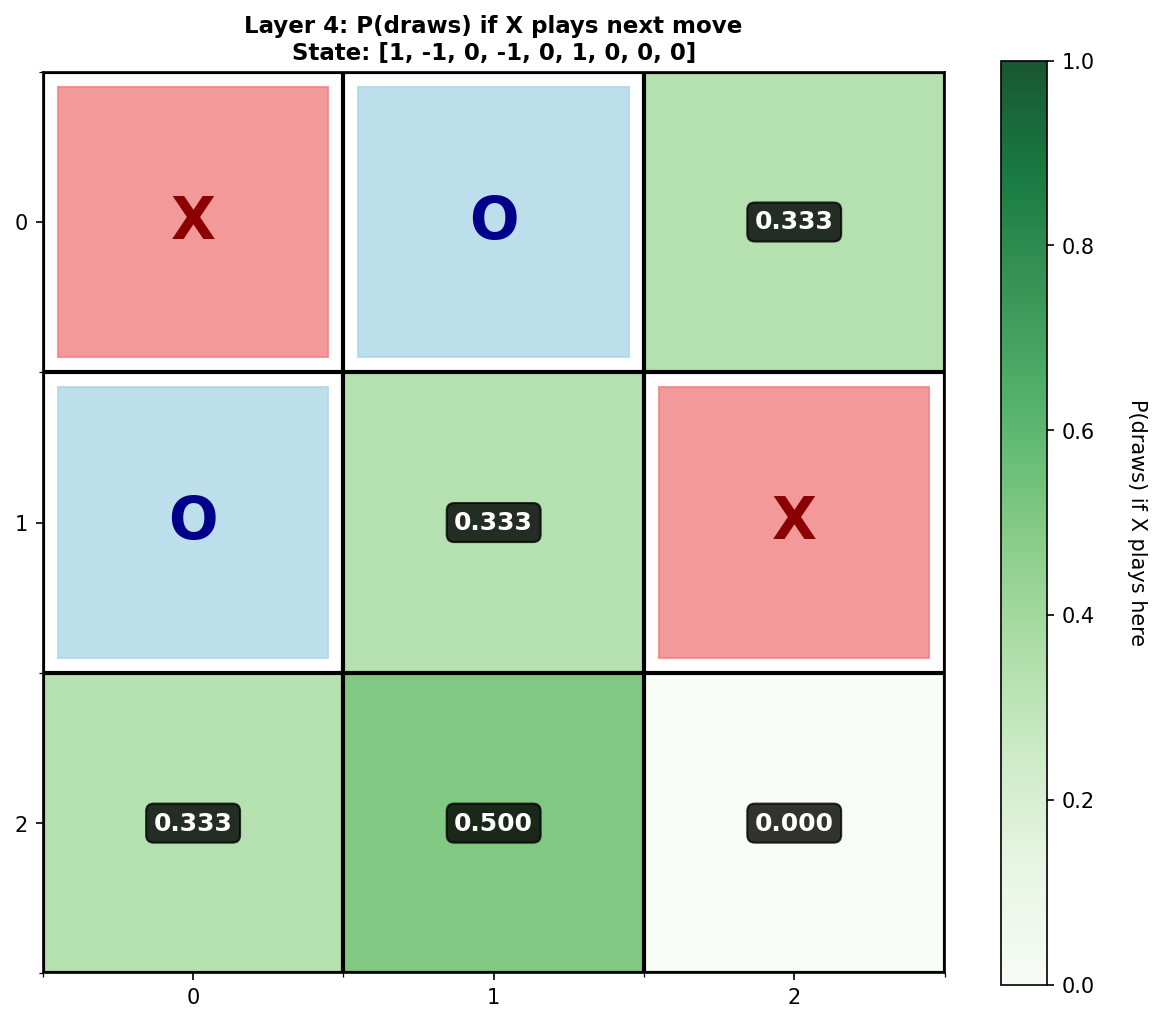 Layer 4: P(draws) if X plays next move
State: [1, -1, 0, -1, 0, 1, 0, 0, 0]
1.0
0.8
0.6
0.4
0.2
0.0
P(draws) if X plays here
0
X
O
0.333
1
O
0.333
X
2
0.333
0.500
0.000
0
1
2